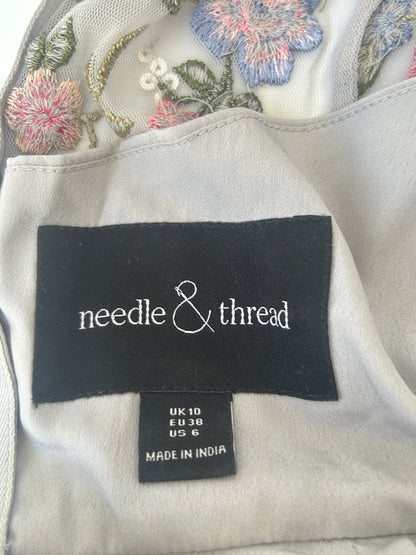 needle & thread
UK 10
EU 38
US 6
MADE IN INDIA